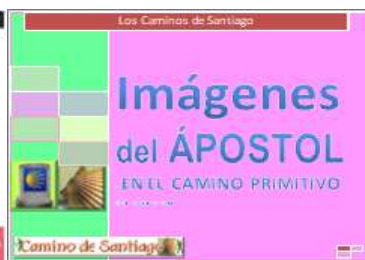 Los Caminos de Santiago
Imágenes
del ÁPOSTOL
EN EL CAMINO PRIMITIVO
Camino de Santiago